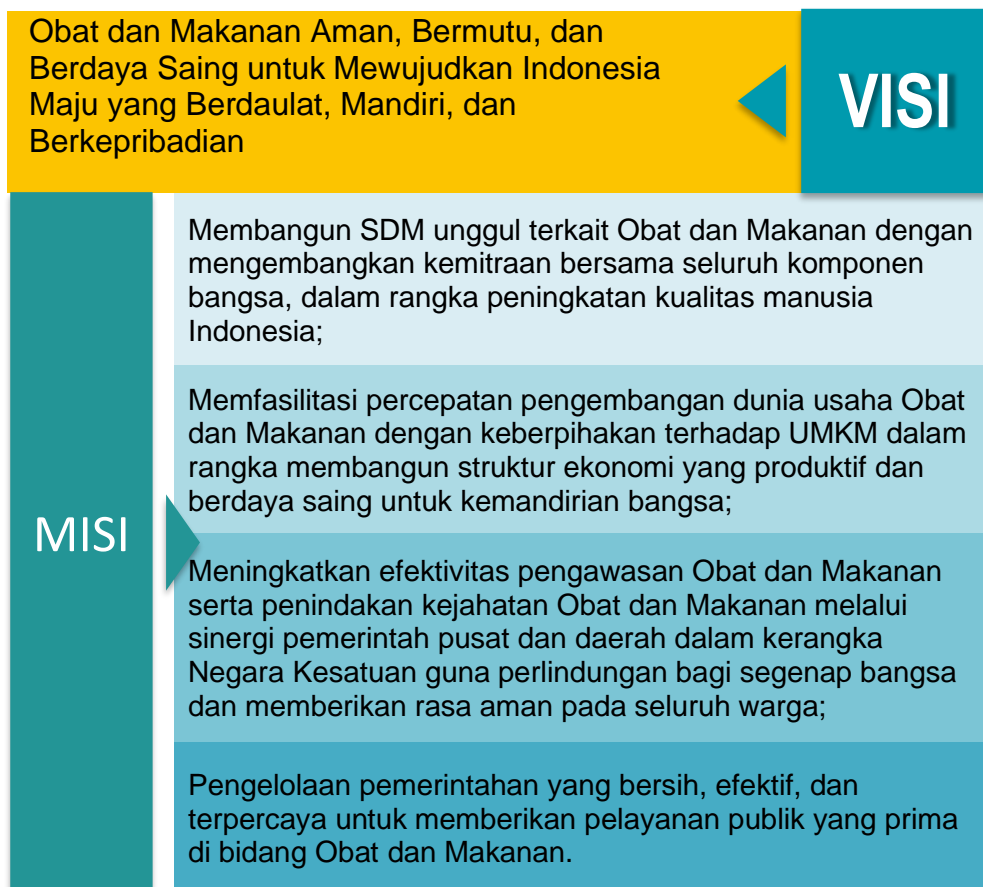 Obat dan Makanan Aman, Bermutu, dan
Berdaya Saing untuk Mewujudkan Indonesia
Maju yang Berdaulat, Mandiri, dan
Berkepribadian
VISI
MISI
Membangun SDM unggul terkait Obat dan Makanan dengan
mengembangkan kemitraan bersama seluruh komponen
bangsa, dalam rangka peningkatan kualitas manusia
Indonesia;
Memfasilitasi percepatan pengembangan dunia usaha Obat
dan Makanan dengan keberpihakan terhadap UMKM dalam
rangka membangun struktur ekonomi yang produktif dan
berdaya saing untuk kemandirian bangsa;
Meningkatkan efektivitas pengawasan Obat dan Makanan
serta penindakan kejahatan Obat dan Makanan melalui
sinergi pemerintah pusat dan daerah dalam kerangka
Negara Kesatuan guna perlindungan bagi segenap bangsa
dan memberikan rasa aman pada seluruh warga;
Pengelolaan pemerintahan yang bersih, efektif, dan
terpercaya untuk memberikan pelayanan publik yang prima
di bidang Obat dan Makanan.